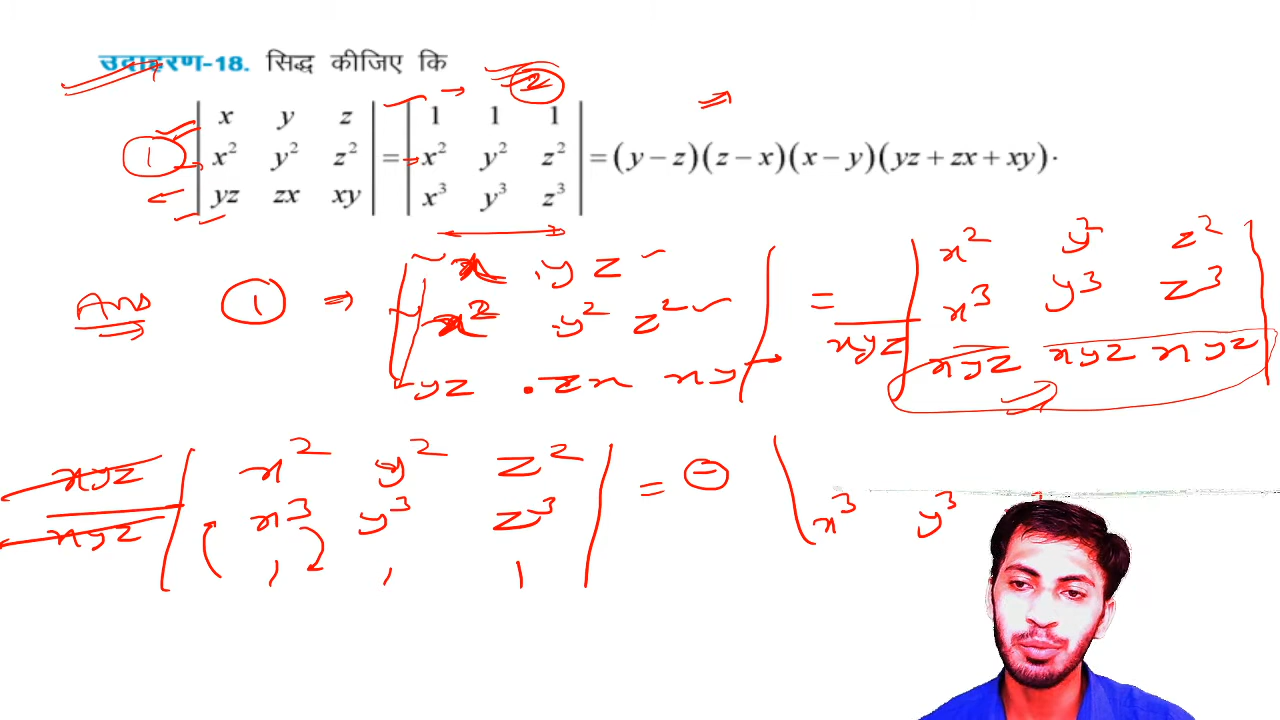 उदाहरण-18. सिद्ध कीजिए कि
2
1 | x y z | = | 1 1 1 | = (y − z)(z − x)(x − y)(yz + zx + xy).
| x² y² z² | | x² y² z² |
| yz zx xy | | x³ y³ z³ |
Ans 1 ⇒ | x y z | = 1/xyz | x² y² z² |
| x² y² z² | | x³ y³ z³ |
| yz zx xy | | xyz xyz xyz |
xyz/xyz | x² y² z² | = − |
| x³ y³ z³ | | x³ y³
| 1 1 1 |